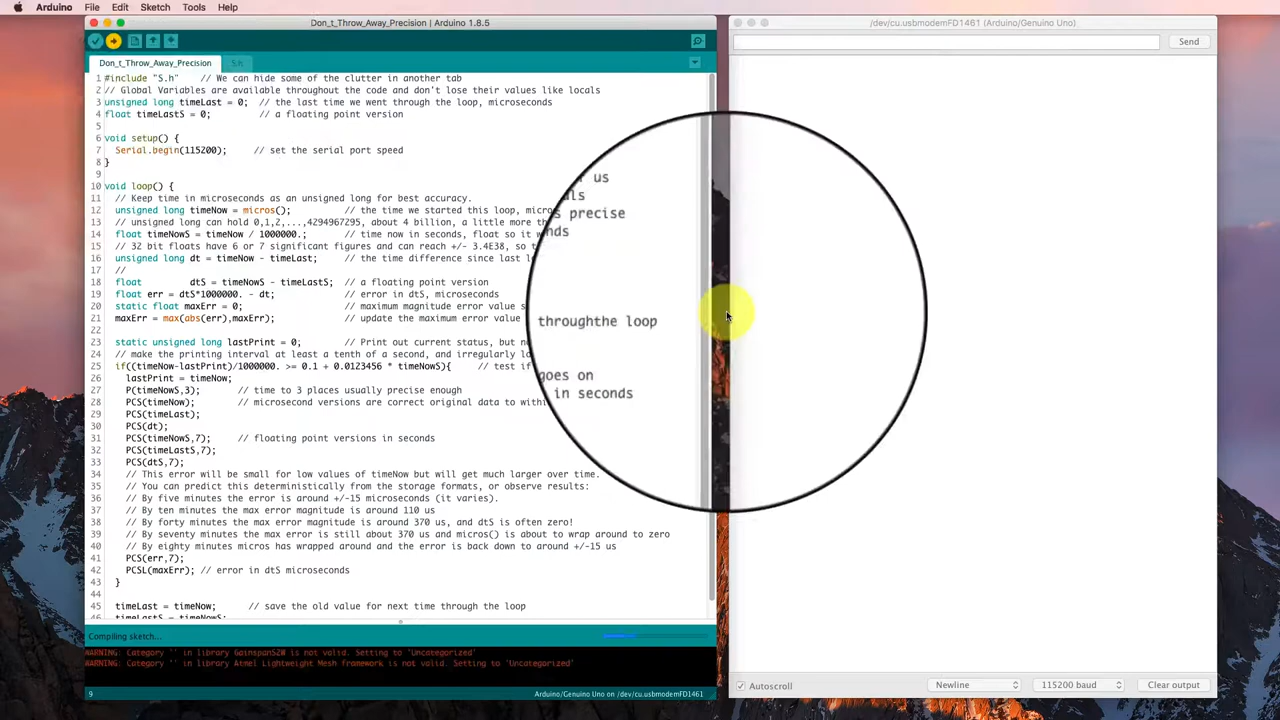 Arduino File Edit Sketch Tools Help
Don_t_Throw_Away_Precision | Arduino 1.8.5
Don_t_Throw_Away_Precision S.h
1 #include "S.h" // We can hide some of the clutter in another tab
2 // Global Variables are available throughout the code and don't lose their values like locals
3 unsigned long timeLast = 0; // the last time we went through the loop, microseconds
4 float timeLastS = 0; // a floating point version
5
6 void setup() {
7 Serial.begin(115200); // set the serial port speed
8 }
9
10 void loop() {
11 // Keep time in microseconds as an unsigned long for best accuracy.
12 unsigned long timeNow = micros(); // the time we started this loop, micr
13 // unsigned long can hold 0,1,2,...,4294967295, about 4 billion, a little more th
14 float timeNowS = timeNow / 1000000.; // time now in seconds, float so it w
15 // 32 bit floats have 6 or 7 significant figures and can reach +/- 3.4E38, so t
16 unsigned long dt = timeNow - timeLast; // the time difference since last l
17 //
18 float dtS = timeNowS - timeLastS; // a floating point version
19 float err = dtS*1000000. - dt; // error in dtS, microseconds
20 static float maxErr = 0; // maximum magnitude error value s
21 maxErr = max(abs(err),maxErr); // update the maximum error value
22
23 static unsigned long lastPrint = 0; // Print out current status, but no
24 // make the printing interval at least a tenth of a second, and irregularly lo
25 if((timeNow-lastPrint)/1000000. >= 0.1 + 0.0123456 * timeNowS){ // test if
26 lastPrint = timeNow;
27 P(timeNowS,3); // time to 3 places usually precise enough
28 PCS(timeNow); // microsecond versions are correct original data to with
29 PCS(timeLast);
30 PCS(dt);
31 PCS(timeNowS,7); // floating point versions in seconds
32 PCS(timeLastS,7);
33 PCS(dtS,7);
34 // This error will be small for low values of timeNow but will get much larger over time.
35 // You can predict this deterministically from the storage formats, or observe results:
36 // By five minutes the error is around +/-15 microseconds (it varies).
37 // By ten minutes the max error magnitude is around 110 us
38 // By forty minutes the max error magnitude is around 370 us, and dtS is often zero!
39 // By seventy minutes the max error is still about 370 us and micros() is about to wrap around to zero
40 // By eighty minutes micros has wrapped around and the error is back down to around +/-15 us
41 PCS(err,7);
42 PCSL(maxErr); // error in dtS microseconds
43 }
44
45 timeLast = timeNow; // save the old value for next time through the loop
46 timeLastS = timeNowS;
us
precise
throughthe loop
goes on
in seconds
Compiling sketch...
WARNING: Category '' in library GainspanS2W is not valid. Setting to 'Uncategorized'
WARNING: Category '' in library Atmel Lightweight Mesh framework is not valid. Setting to 'Uncategorized'
9 Arduino/Genuino Uno on /dev/cu.usbmodemFD1461
/dev/cu.usbmodemFD1461 (Arduino/Genuino Uno)
Send
Autoscroll Newline 115200 baud Clear output